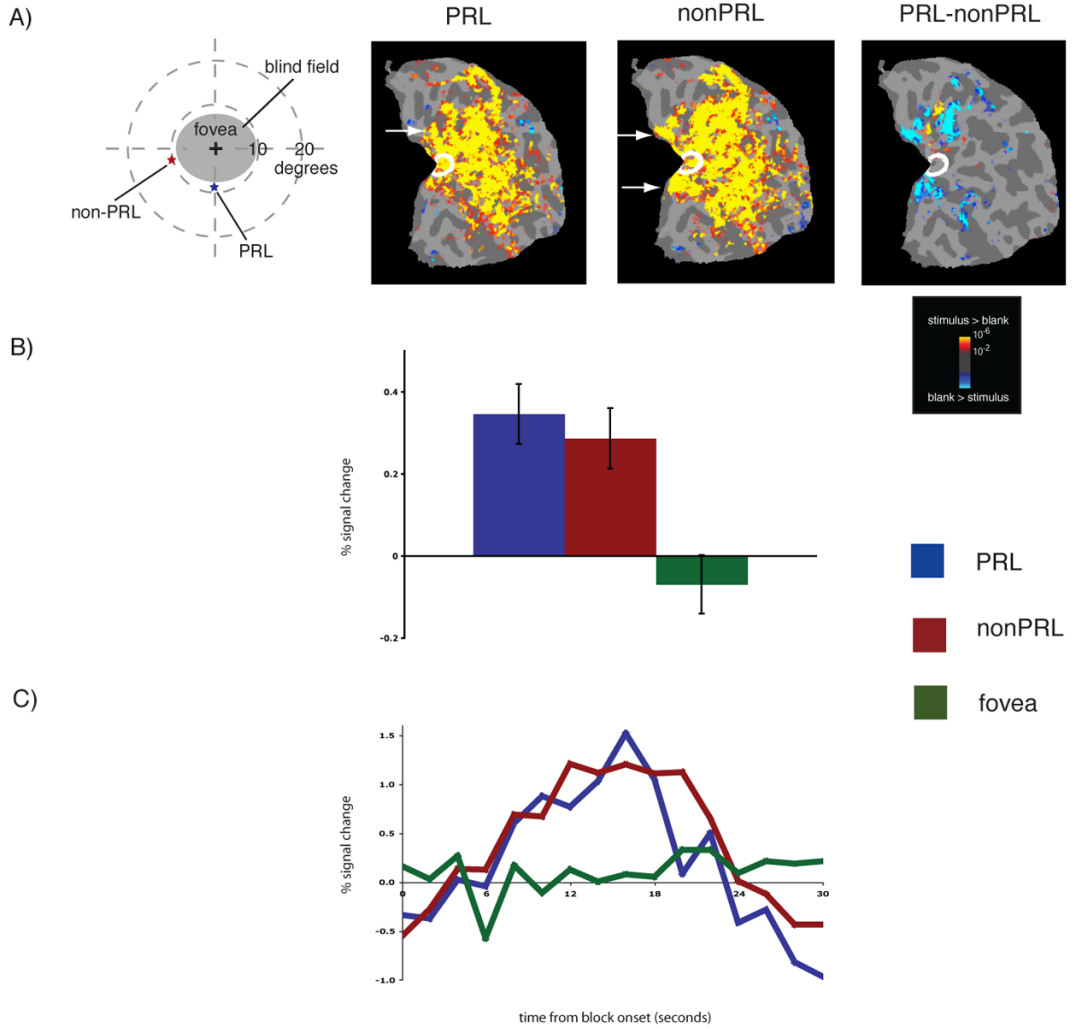 A)
PRL
nonPRL
PRL-nonPRL
blind field
fovea
10
20
degrees
non-PRL
PRL
stimulus > blank
10-6
10-2
blank > stimulus
B)
% signal change
0.4
0.2
0
-0.2
PRL
nonPRL
fovea
C)
% signal change
1.5
1.0
0.5
0.0
-0.5
-1.0
0 6 12 18 24 30
time from block onset (seconds)